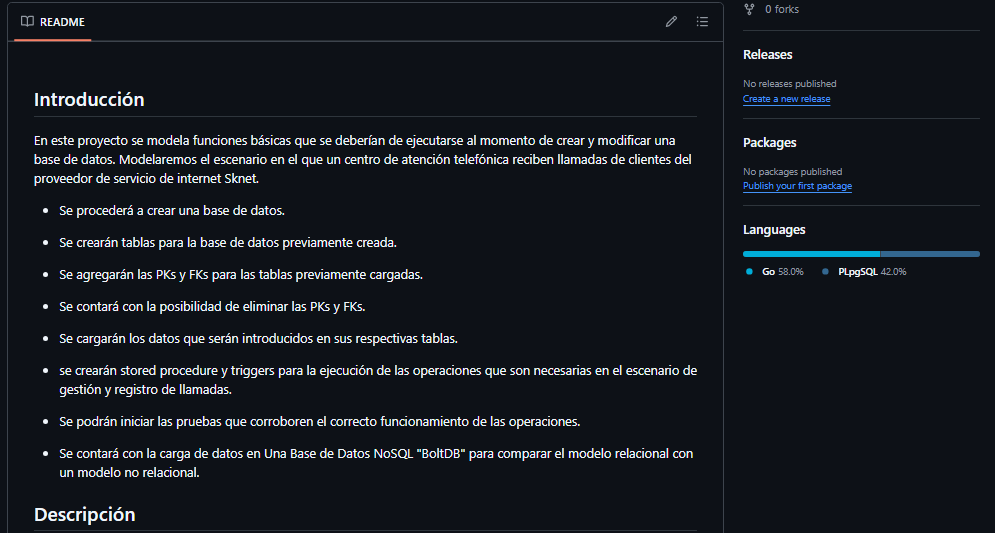 README
Introducción
En este proyecto se modela funciones básicas que se deberían de ejecutarse al momento de crear y modificar una
base de datos. Modelaremos el escenario en el que un centro de atención telefónica reciben llamadas de clientes del
proveedor de servicio de internet Sknet.
Se procederá a crear una base de datos.
Se crearán tablas para la base de datos previamente creada.
Se agregarán las PKs y FKs para las tablas previamente cargadas.
Se contará con la posibilidad de eliminar las PKs y FKs.
Se cargarán los datos que serán introducidos en sus respectivas tablas.
se crearán stored procedure y triggers para la ejecución de las operaciones que son necesarias en el escenario de
gestión y registro de llamadas.
Se podrán iniciar las pruebas que corroboren el correcto funcionamiento de las operaciones.
Se contará con la carga de datos en Una Base de Datos NoSQL "BoltDB" para comparar el modelo relacional con
un modelo no relacional.
Descripción
0 forks
Releases
No releases published
Create a new release
Packages
No packages published
Publish your first package
Languages
Go 58.0% PLpgSQL 42.0%